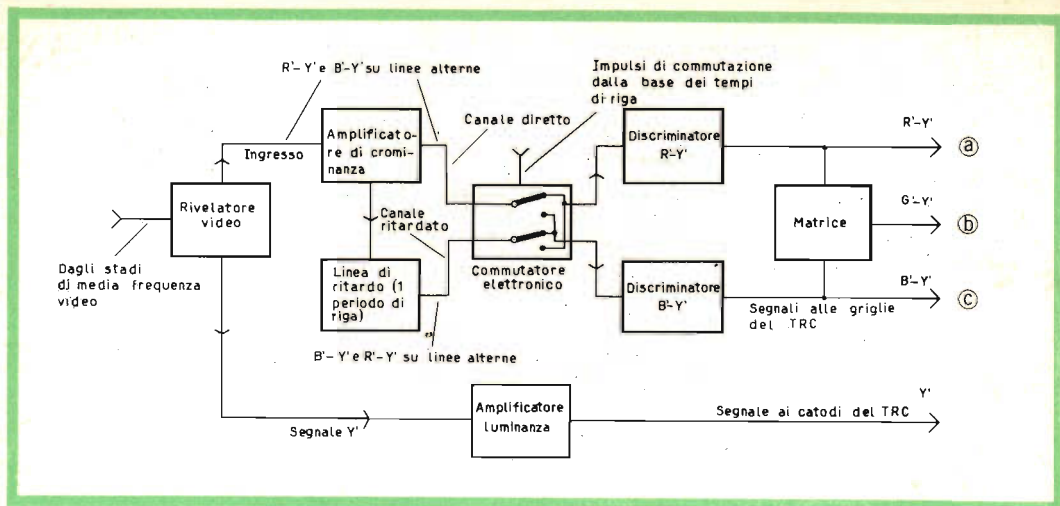 R'-Y' e B'-Y' su linee alterne
Impulsi di commutazione
dalla base dei tempi
di riga
Canale diretto
Ingresso
Amplificato-
re di cromi-
nanza
Discriminatore
R'-Y'
R'-Y'
a
Rivelatore
video
Canale
ritardato
Matrice
G'-Y'
b
Dagli stadi
di media frequenza
video
Linea di
ritardo (1
periodo di
riga)
Commutatore
elettronico
Discriminatore
B'-Y'
B'-Y'
c
Segnali alle griglie
del TRC
B'-Y' e R'-Y' su linee alterne
Segnale Y'
Amplificatore
luminanza
Segnale ai catodi del TRC
Y'